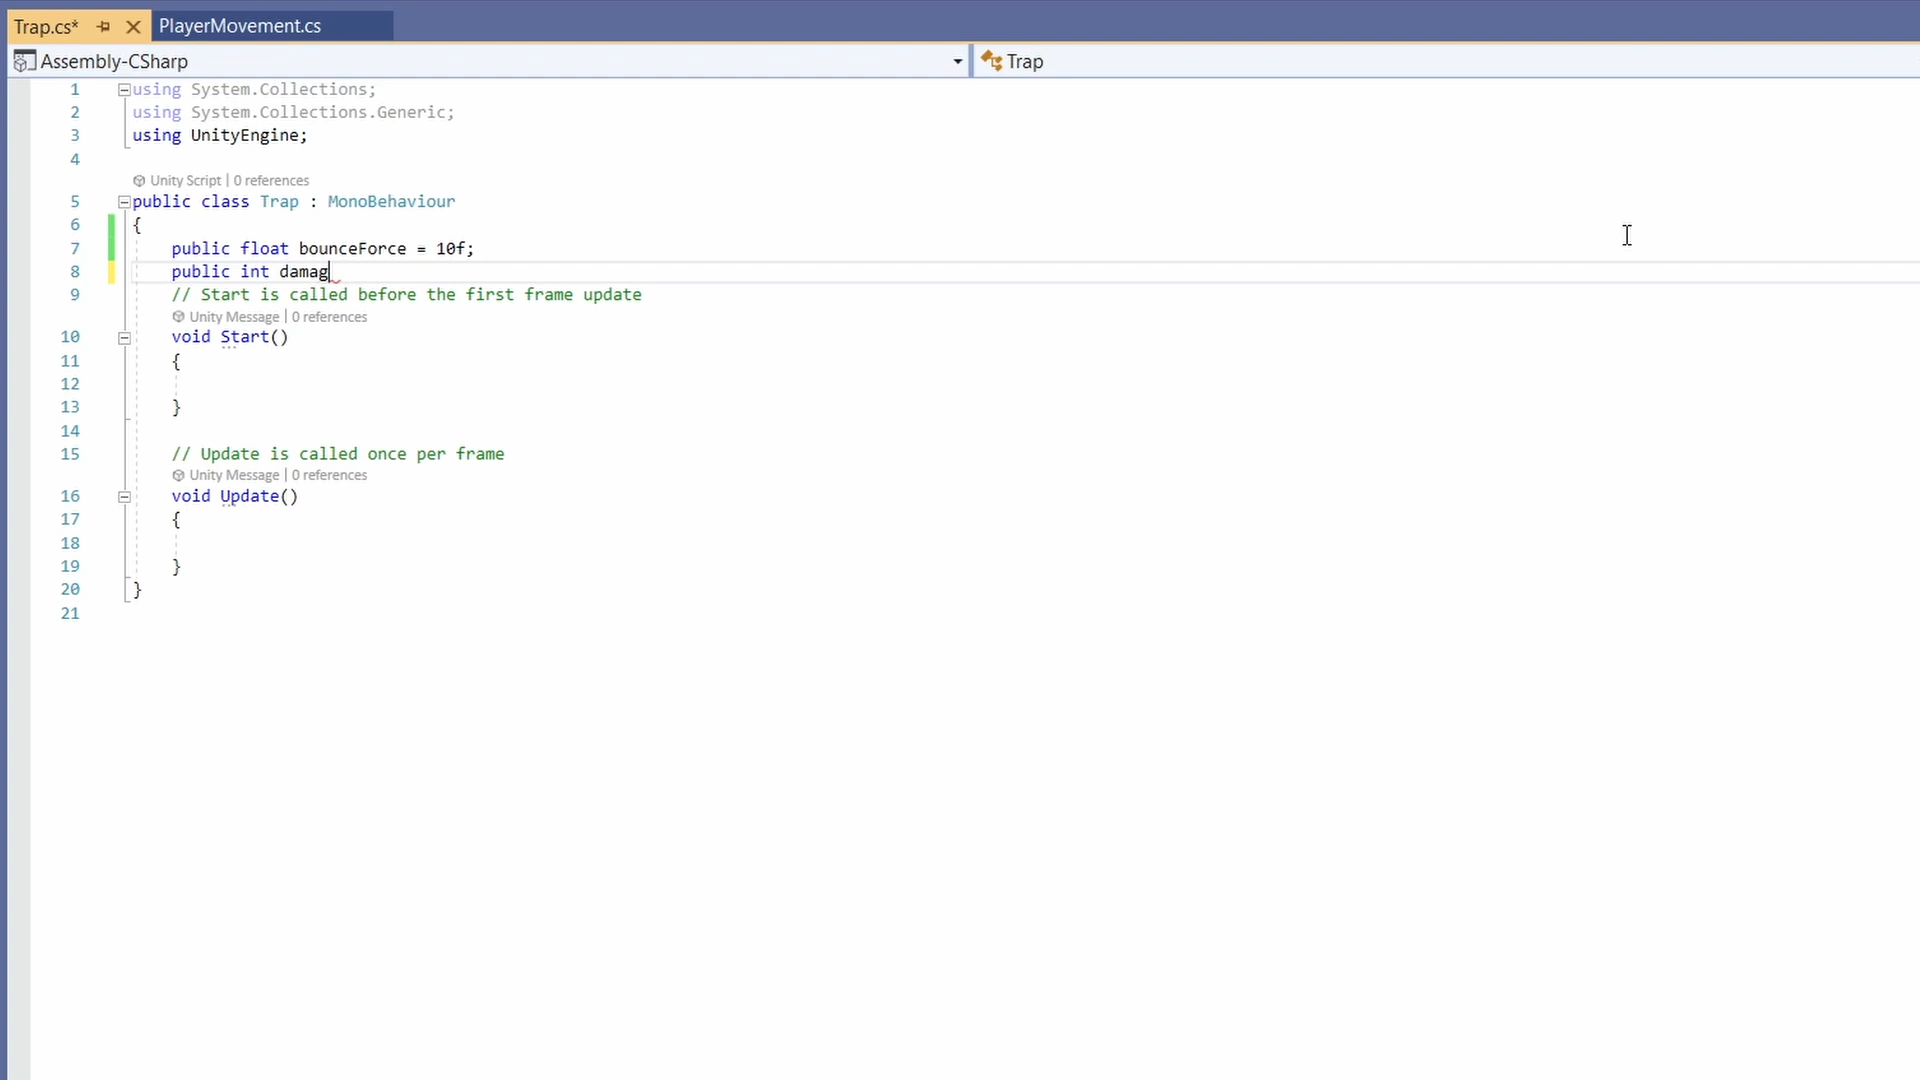 Trap.cs* PlayerMovement.cs
Assembly-CSharp Trap
1 using System.Collections;
2 using System.Collections.Generic;
3 using UnityEngine;
4
Unity Script | 0 references
5 public class Trap : MonoBehaviour
6 {
7 public float bounceForce = 10f;
8 public int damag
9 // Start is called before the first frame update
Unity Message | 0 references
10 void Start()
11 {
12
13 }
14
15 // Update is called once per frame
Unity Message | 0 references
16 void Update()
17 {
18
19 }
20 }
21